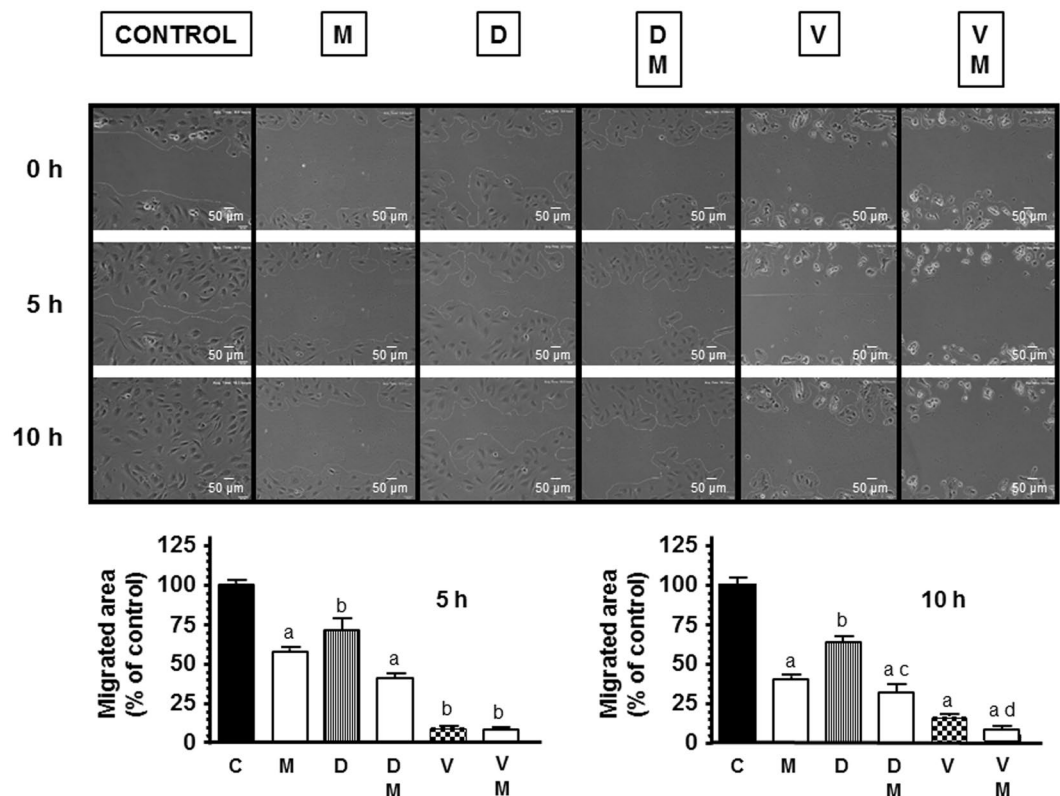 CONTROL M D D V V
M M
0 h
50 µm 50 µm 50 µm 50 µm 50 µm 50 µm
5 h
50 µm 50 µm 50 µm 50 µm 50 µm 50 µm
10 h
50 µm 50 µm 50 µm 50 µm 50 µm 50 µm
Migrated area
(% of control)
125
100
75
50
25
0
5 h
a b a b b
C M D D V V
M M
Migrated area
(% of control)
125
100
75
50
25
0
10 h
a b a c a a d
C M D D V V
M M